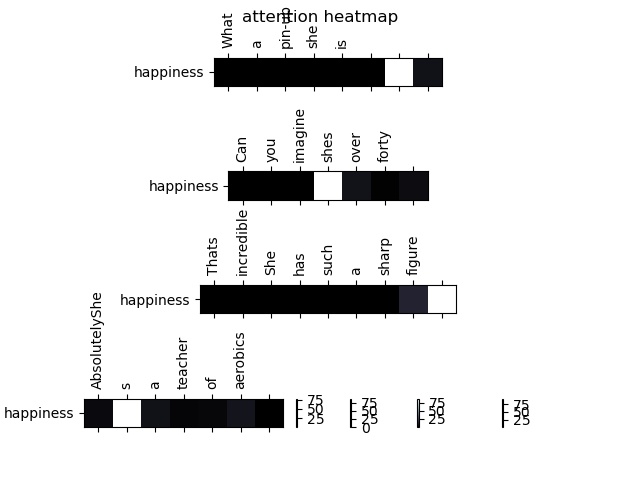 attention heatmap
What a pin-up she is
happiness
Can you imagine shes over forty
happiness
Thats incredible She has such a sharp figure
happiness
AbsolutelyShe s a teacher of aerobics
happiness
75 50 25
75 50 25 0
75 50 25
75 50 25